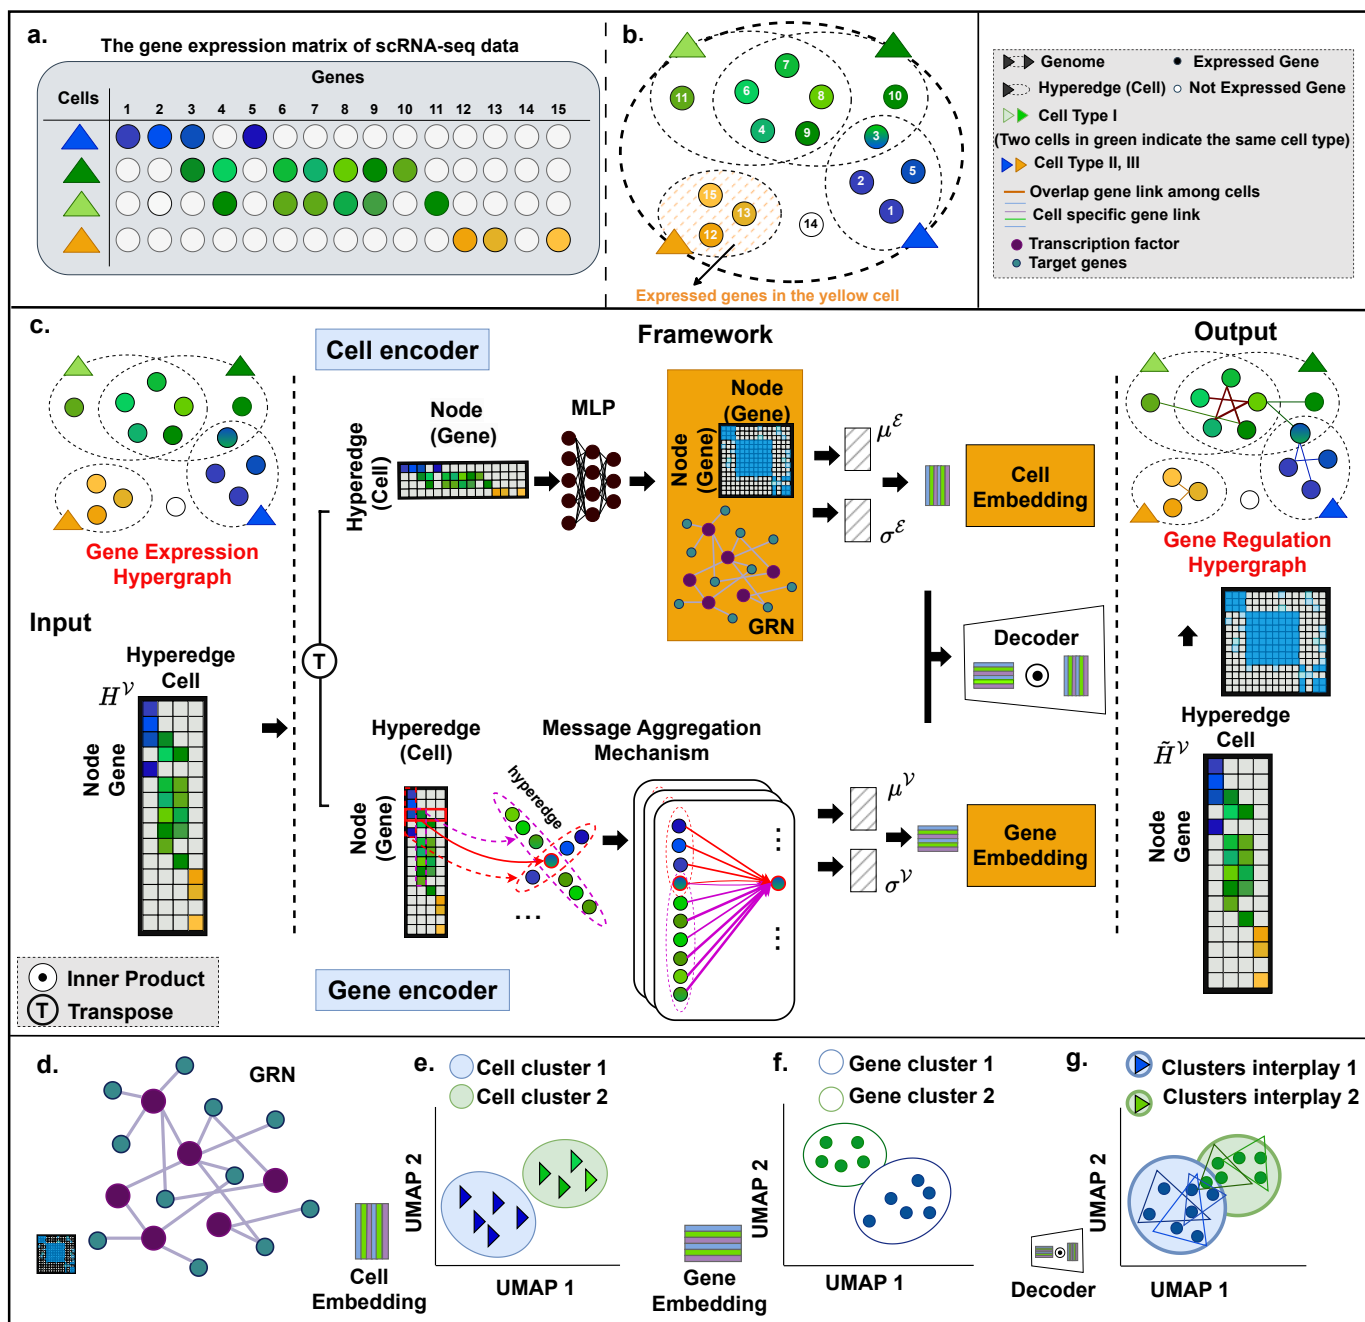 a.
The gene expression matrix of scRNA-seq data
Genes
Cells
1 2 3 4 5 6 7 8 9 10 11 12 13 14 15
b.
7
6
8
11
10
4
9
3
2
5
1
15
13
12
14
Expressed genes in the yellow cell
Genome
Expressed Gene
Hyperedge (Cell)
Not Expressed Gene
Cell Type I
(Two cells in green indicate the same cell type)
Cell Type II, III
Overlap gene link among cells
Cell specific gene link
Transcription factor
Target genes
c.
Cell encoder
Framework
Output
Gene Expression
Hypergraph
Input
Hyperedge
Cell
H^𝒱
Node
Gene
T
Hyperedge
(Cell)
Node
(Gene)
MLP
Node
(Gene)
Node
(Gene)
GRN
μ^ℰ
σ^ℰ
Cell
Embedding
Gene Regulation
Hypergraph
Decoder
Hyperedge
(Cell)
Node
(Gene)
hyperedge
...
Message Aggregation
Mechanism
...
...
μ^𝒱
σ^𝒱
Gene
Embedding
Hyperedge
Cell
H̃^𝒱
Node
Gene
Inner Product
T Transpose
Gene encoder
d.
GRN
e.
Cell cluster 1
Cell cluster 2
UMAP 2
UMAP 1
Cell
Embedding
f.
Gene cluster 1
Gene cluster 2
UMAP 2
UMAP 1
Gene
Embedding
g.
Clusters interplay 1
Clusters interplay 2
UMAP 2
UMAP 1
Decoder